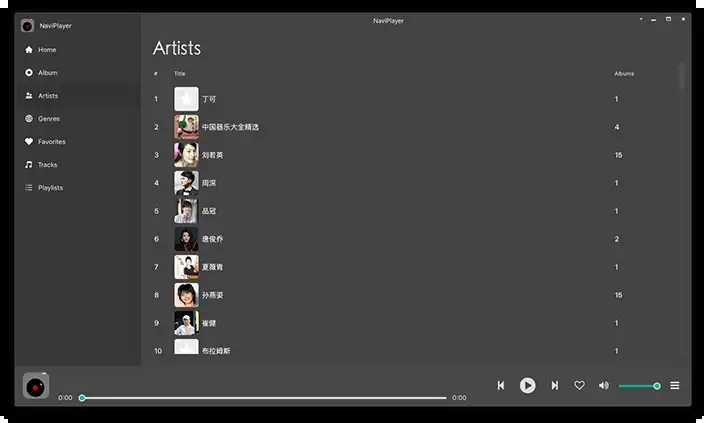 NaviPlayer
NaviPlayer
Home
Album
Artists
Genres
Favorites
Tracks
Playlists
Artists
# Title Albums
1 丁可 1
2 中国器乐大全精选 4
3 刘若英 15
4 周深 1
5 品冠 1
6 唐俊乔 2
7 夏薇青 1
8 孙燕姿 15
9 崔健 1
10 布拉姆斯 1
0:00 0:00